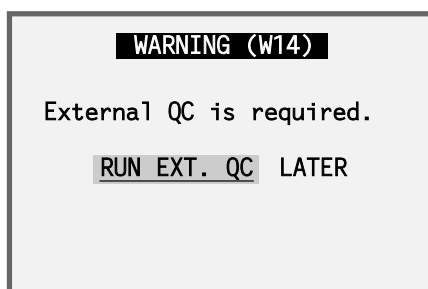 WARNING (W14)
External QC is required.
RUN EXT. QC LATER